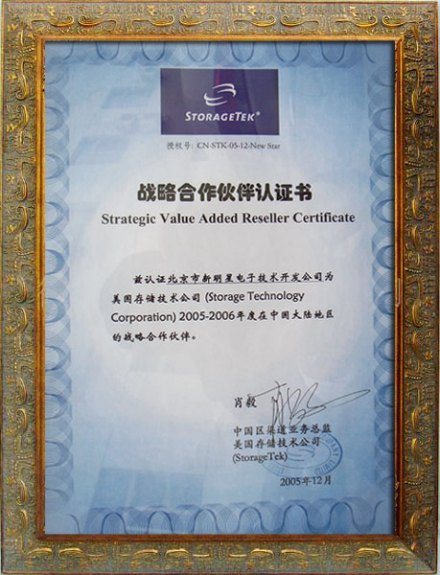 STORAGETEK®
授权号: CN-STK-05-12-New Star
战略合作伙伴认证书
Strategic Value Added Reseller Certificate
兹认证北京市新明星电子技术开发公司为
美国存储技术公司 (Storage Technology
Corporation) 2005-2006年度在中国大陆地区
的战略合作伙伴。
肖毅
中国区渠道业务总监
美国存储技术公司
(StorageTek)
2005年12月